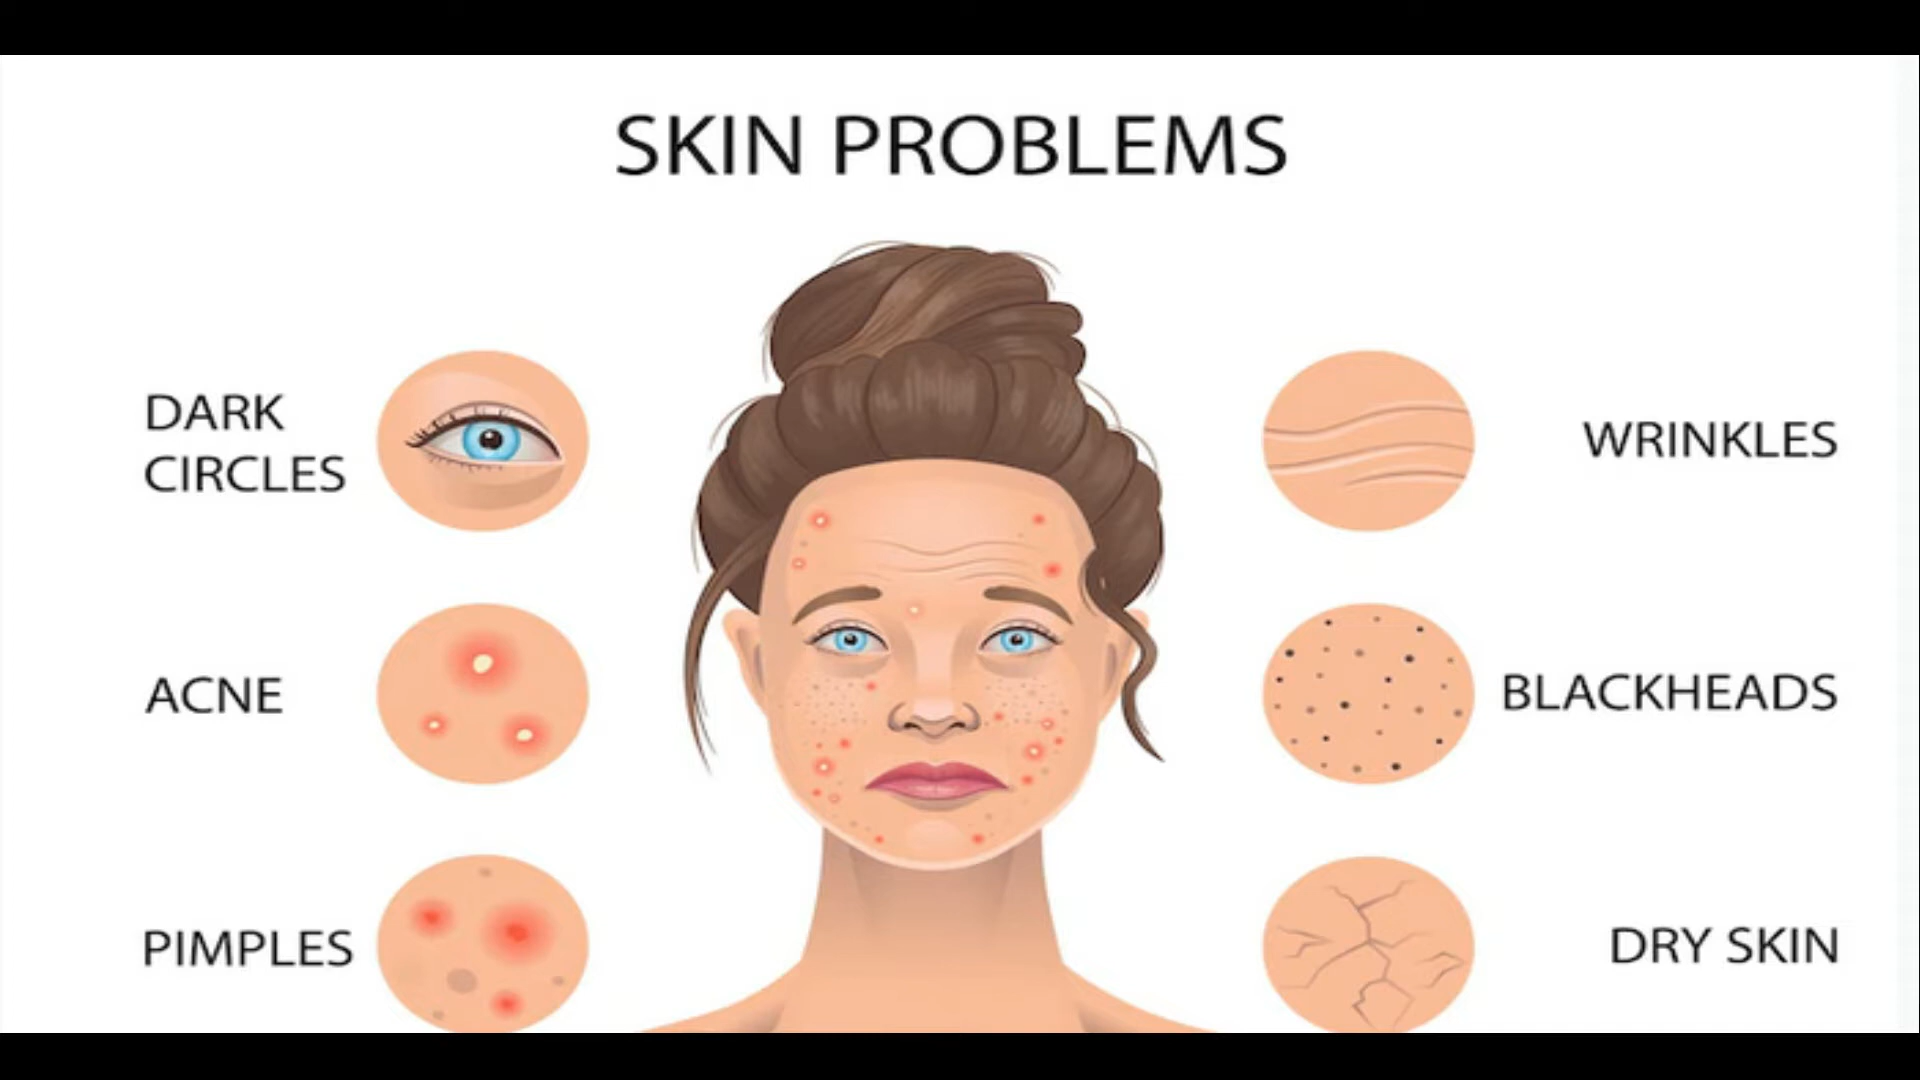 SKIN PROBLEMS
DARK
CIRCLES
ACNE
PIMPLES
WRINKLES
BLACKHEADS
DRY SKIN